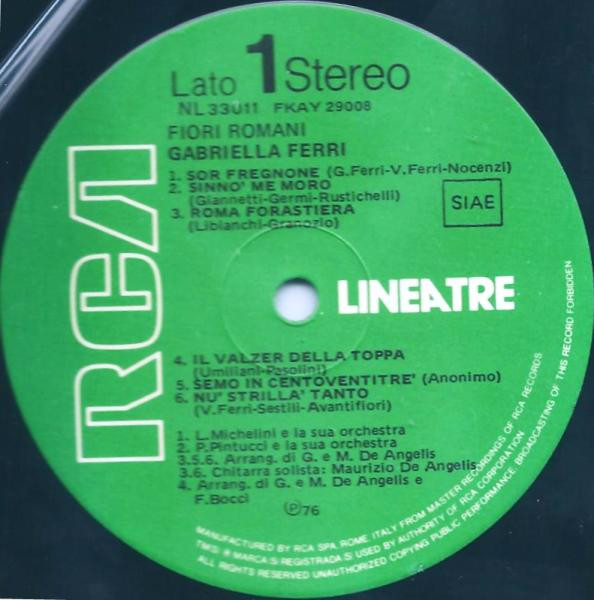 Lato 1 Stereo
NL 33011 FKAY 29008
FIORI ROMANI
GABRIELLA FERRI
1. SOR FREGNONE (G.Ferri-V.Ferri-Nocenzi)
2. SINNO' ME MORO
(Giannetti-Germi-Rustichelli)
3. ROMA FORASTIERA
(Libianchi-Granozio)
SIAE
RCA
LINEATRE
4. IL VALZER DELLA TOPPA
(Umiliani-Pasolini)
5. SEMO IN CENTOVENTITRE' (Anonimo)
6. NU' STRILLA' TANTO
(V.Ferri-Sestili-Avantifiori)
1. L.Michelini e la sua orchestra
2. P.Pintucci e la sua orchestra
3.5.6. Arrang. di G. e M. De Angelis
3.6. Chitarra solista: Maurizio De Angelis
4. Arrang. di G. e M. De Angelis e
F.Bocci
Ⓟ76
MANUFACTURED BY RCA SPA, ROME, ITALY, FROM MASTER RECORDINGS OF RCA RECORDS
TM(S) ® MARCA(S) REGISTRADA(S) USED BY AUTHORITY OF RCA CORPORATION
ALL RIGHTS RESERVED UNAUTHORIZED COPYING PUBLIC PERFORMANCE, BROADCASTING OF THIS RECORD FORBIDDEN